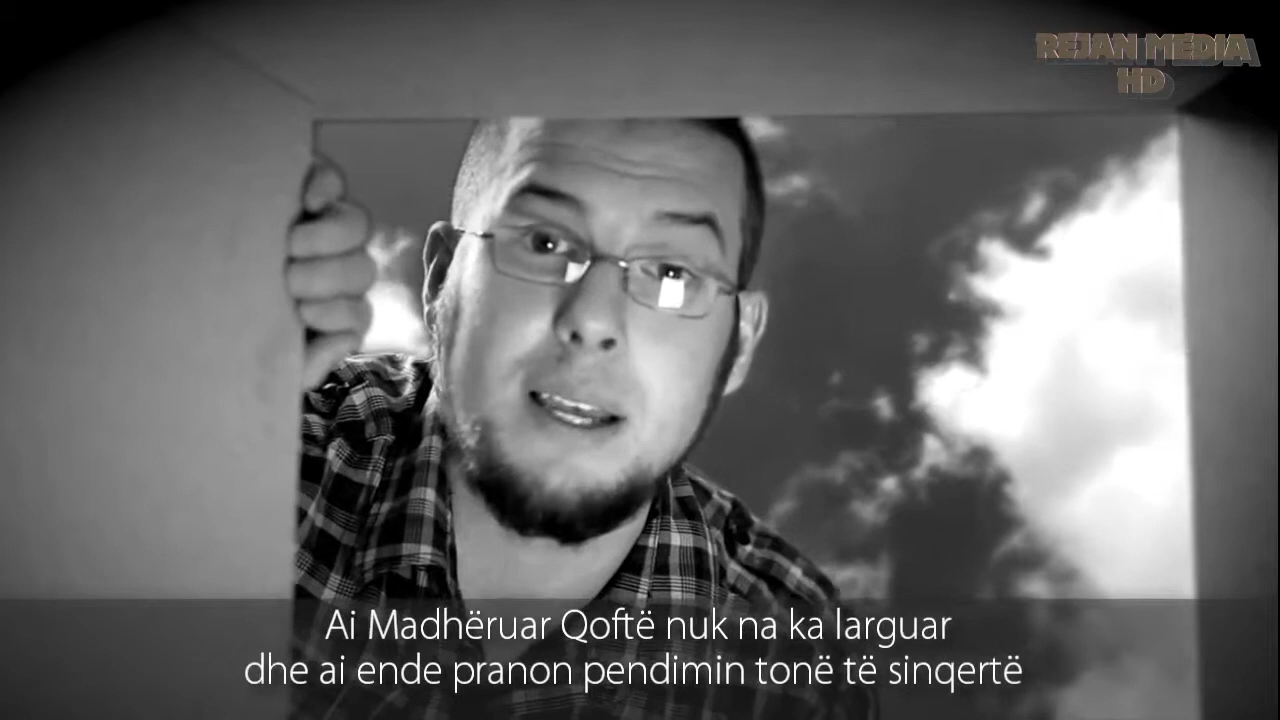 REJAN MEDIA
HD
Ai Madhëruar Qoftë nuk na ka larguar
dhe ai ende pranon pendimin tonë të sinqertë